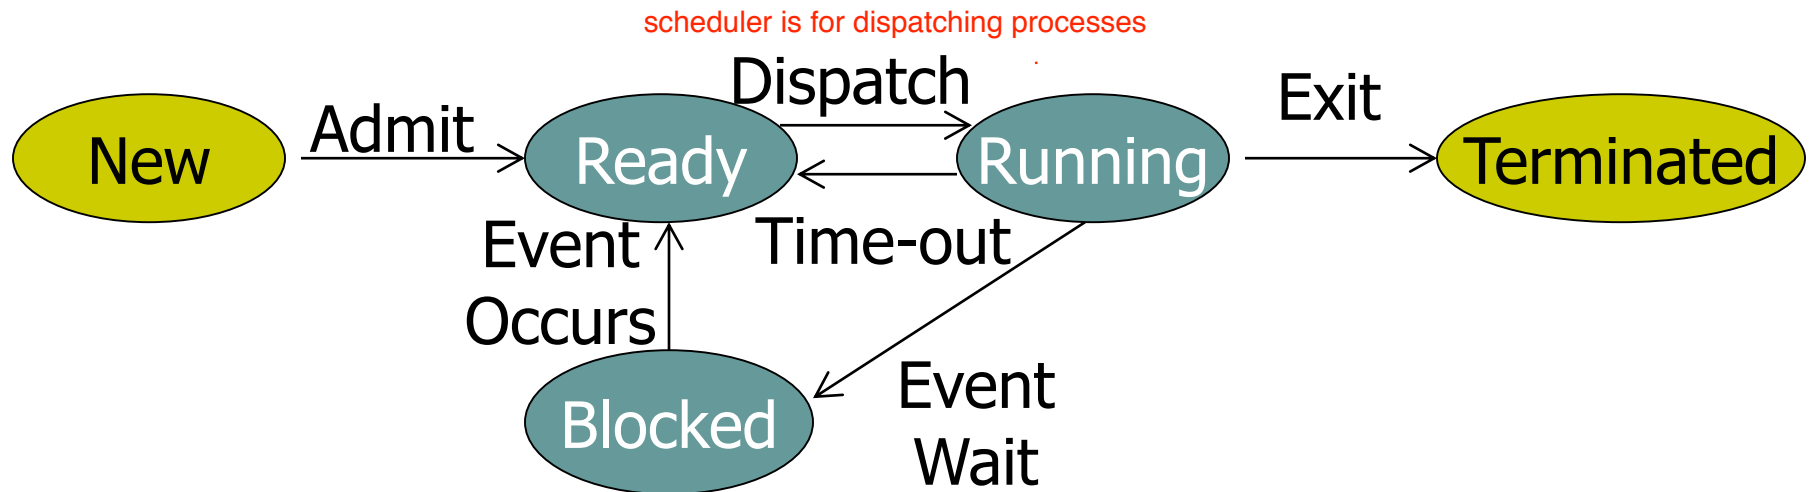 scheduler is for dispatching processes
Dispatch
Exit
Admit
New
Ready
Running
Terminated
Event
Occurs
Time-out
Event
Wait
Blocked